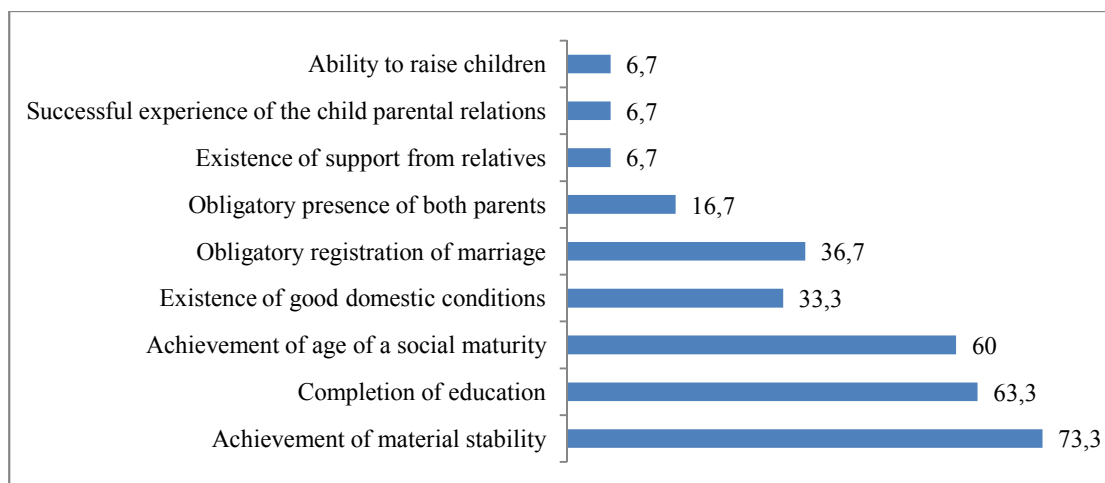 Ability to raise children 6,7
Successful experience of the child parental relations 6,7
Existence of support from relatives 6,7
Obligatory presence of both parents 16,7
Obligatory registration of marriage 36,7
Existence of good domestic conditions 33,3
Achievement of age of a social maturity 60
Completion of education 63,3
Achievement of material stability 73,3